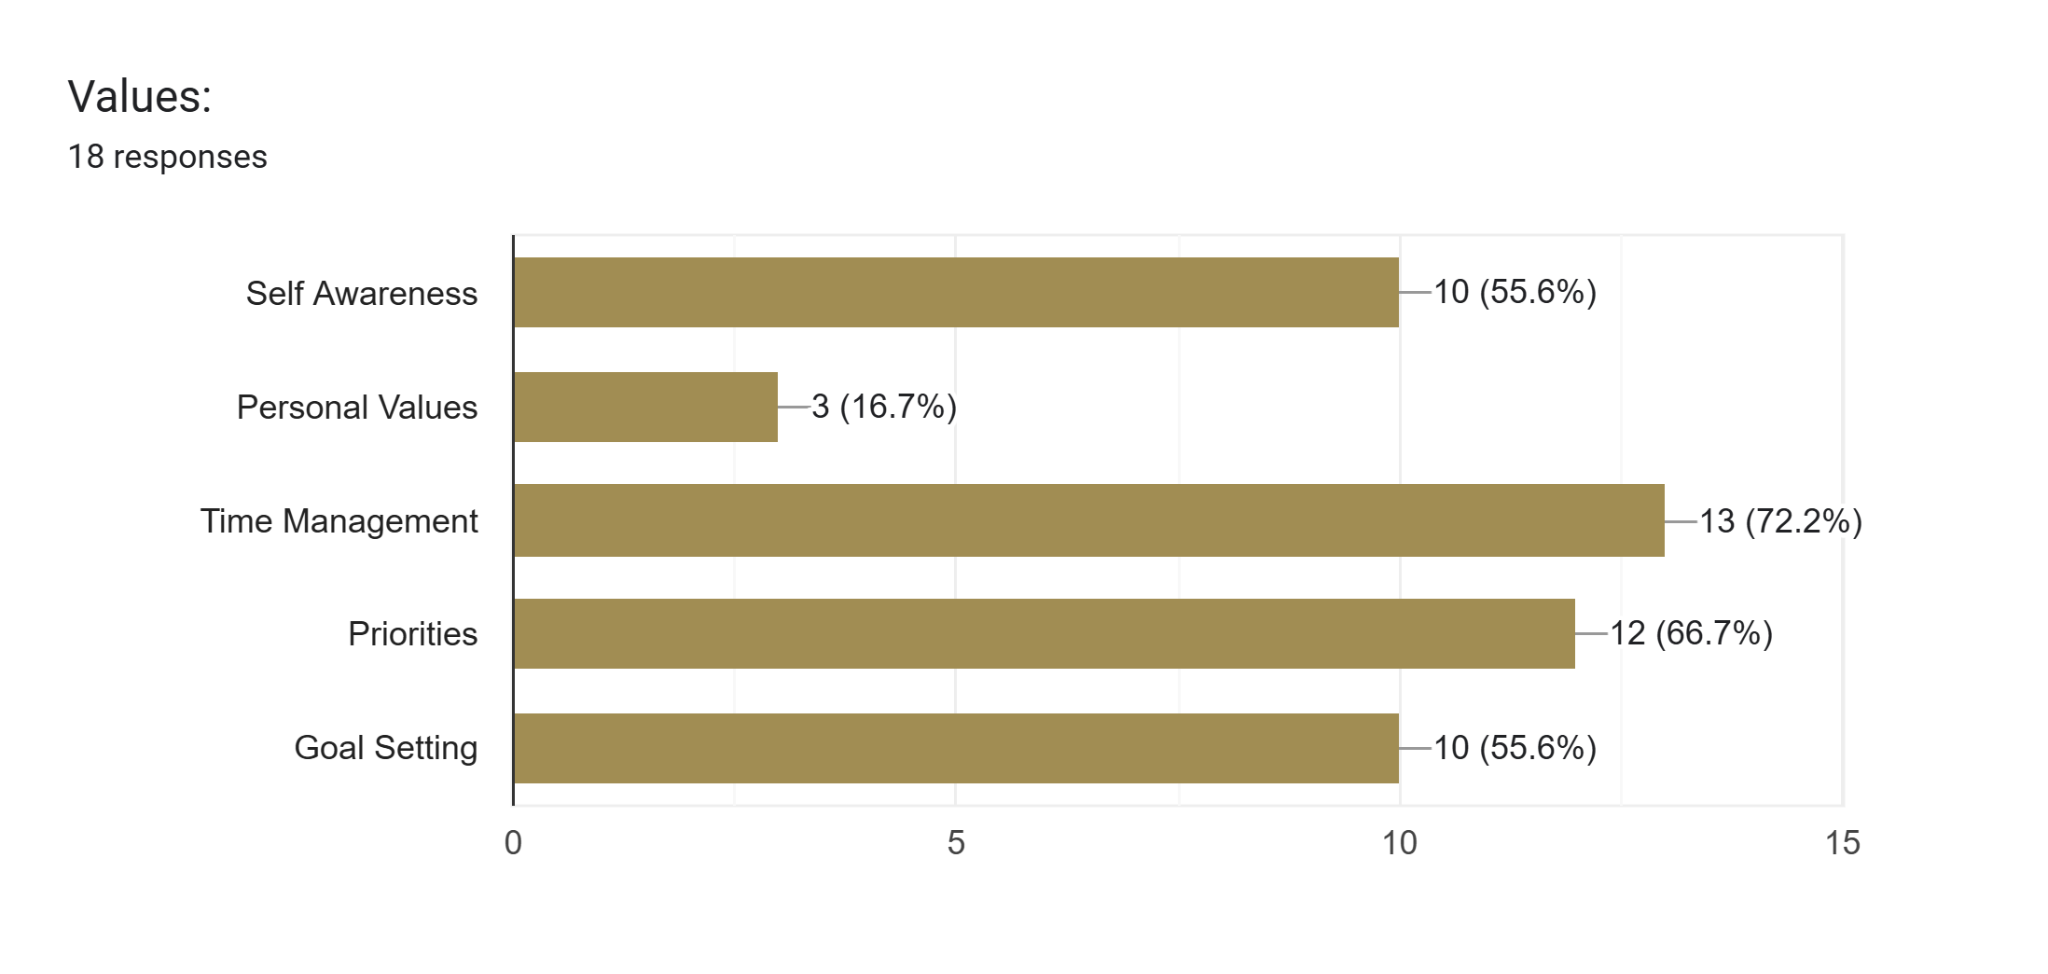 Values:
18 responses
Self Awareness
10 (55.6%)
Personal Values
3 (16.7%)
Time Management
13 (72.2%)
Priorities
12 (66.7%)
Goal Setting
10 (55.6%)
0
5
10
15